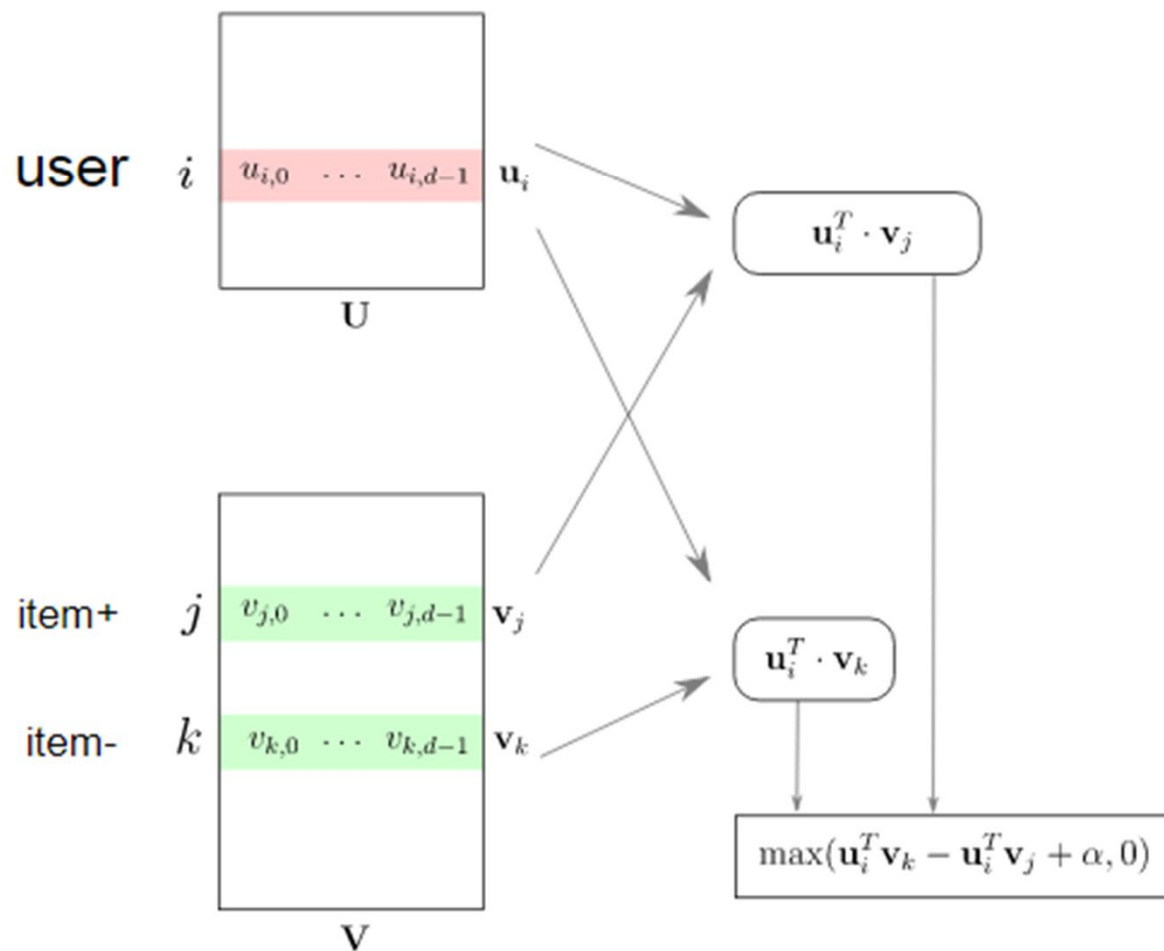 user i u_{i,0} ... u_{i,d-1} 𝐮_i
𝐔
𝐮_i^T · 𝐯_j
item+ j v_{j,0} ... v_{j,d-1} 𝐯_j
𝐮_i^T · 𝐯_k
item- k v_{k,0} ... v_{k,d-1} 𝐯_k
max(𝐮_i^T 𝐯_k − 𝐮_i^T 𝐯_j + α, 0)
𝐕